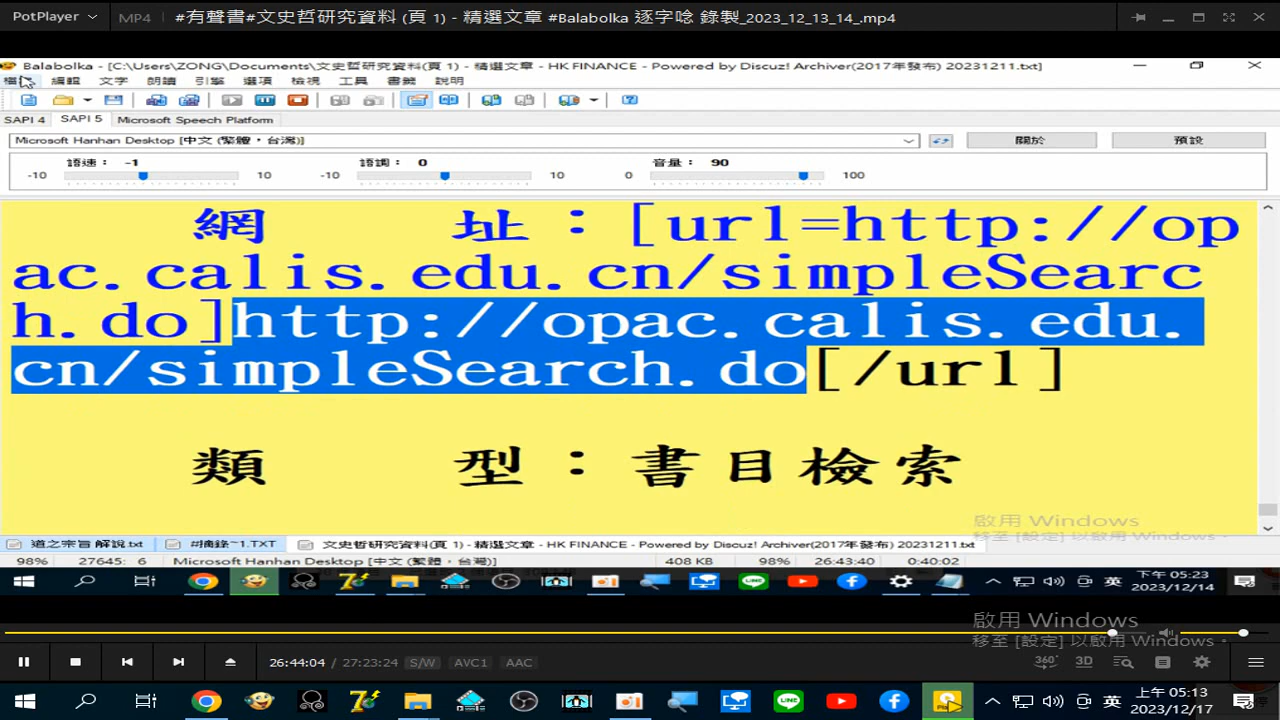 PotPlayer MP4 #有聲書#文史哲研究資料 (頁 1) - 精選文章 #Balabolka 逐字唸 錄製_2023_12_13_14_.mp4
Balabolka - [C:\Users\ZONG\Documents\文史哲研究資料(頁 1) - 精選文章 - HK FINANCE - Powered by Discuz! Archiver(2017年發布) 20231211.txt]
編輯 文字 朗讀 引擎 選項 檢視 工具 書籤 說明
SAPI 4 SAPI 5 Microsoft Speech Platform
Microsoft Hanhan Desktop [中文 (繁體，台灣)] 關於 預設
語速： -1 語調： 0 音量： 90
-10 10 -10 10 0 100
網 址：[url=http://op
ac.calis.edu.cn/simpleSearc
h.do]http://opac.calis.edu.
cn/simpleSearch.do[/url]
類 型：書目檢索
啟用 Windows
移至 [設定] 以啟用 Windows。
道之宗旨 解說.txt #摘錄~1.TXT 文史哲研究資料(頁 1) - 精選文章 - HK FINANCE - Powered by Discuz! Archiver(2017年發布) 20231211.txt
98% 27645: 6 Microsoft Hanhan Desktop [中文 (繁體，台灣)] 408 KB 98% 26:43:40 0:40:02
英 下午 05:23
2023/12/14
啟用 Windows
移至 [設定] 以啟用 Windows。
26:44:04 / 27:23:24 S/W AVC1 AAC 360° 3D
英 上午 05:13
2023/12/17